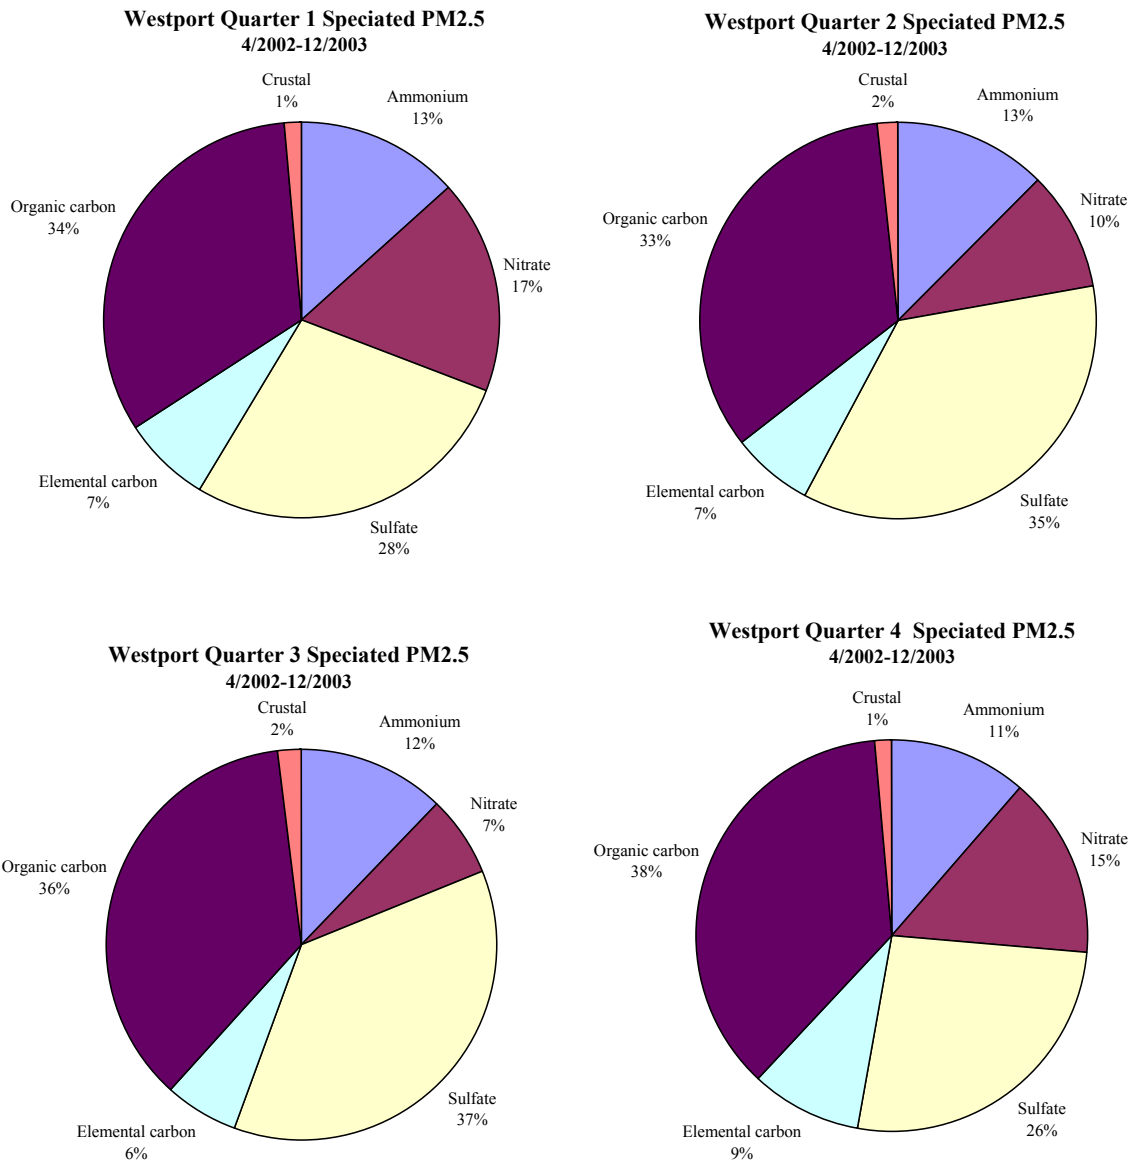 Westport Quarter 1 Speciated PM2.5
4/2002-12/2003
Crustal
1%
Ammonium
13%
Nitrate
17%
Sulfate
28%
Elemental carbon
7%
Organic carbon
34%
Westport Quarter 2 Speciated PM2.5
4/2002-12/2003
Crustal
2%
Ammonium
13%
Nitrate
10%
Sulfate
35%
Elemental carbon
7%
Organic carbon
33%
Westport Quarter 3 Speciated PM2.5
4/2002-12/2003
Crustal
2%
Ammonium
12%
Nitrate
7%
Sulfate
37%
Elemental carbon
6%
Organic carbon
36%
Westport Quarter 4 Speciated PM2.5
4/2002-12/2003
Crustal
1%
Ammonium
11%
Nitrate
15%
Sulfate
26%
Elemental carbon
9%
Organic carbon
38%